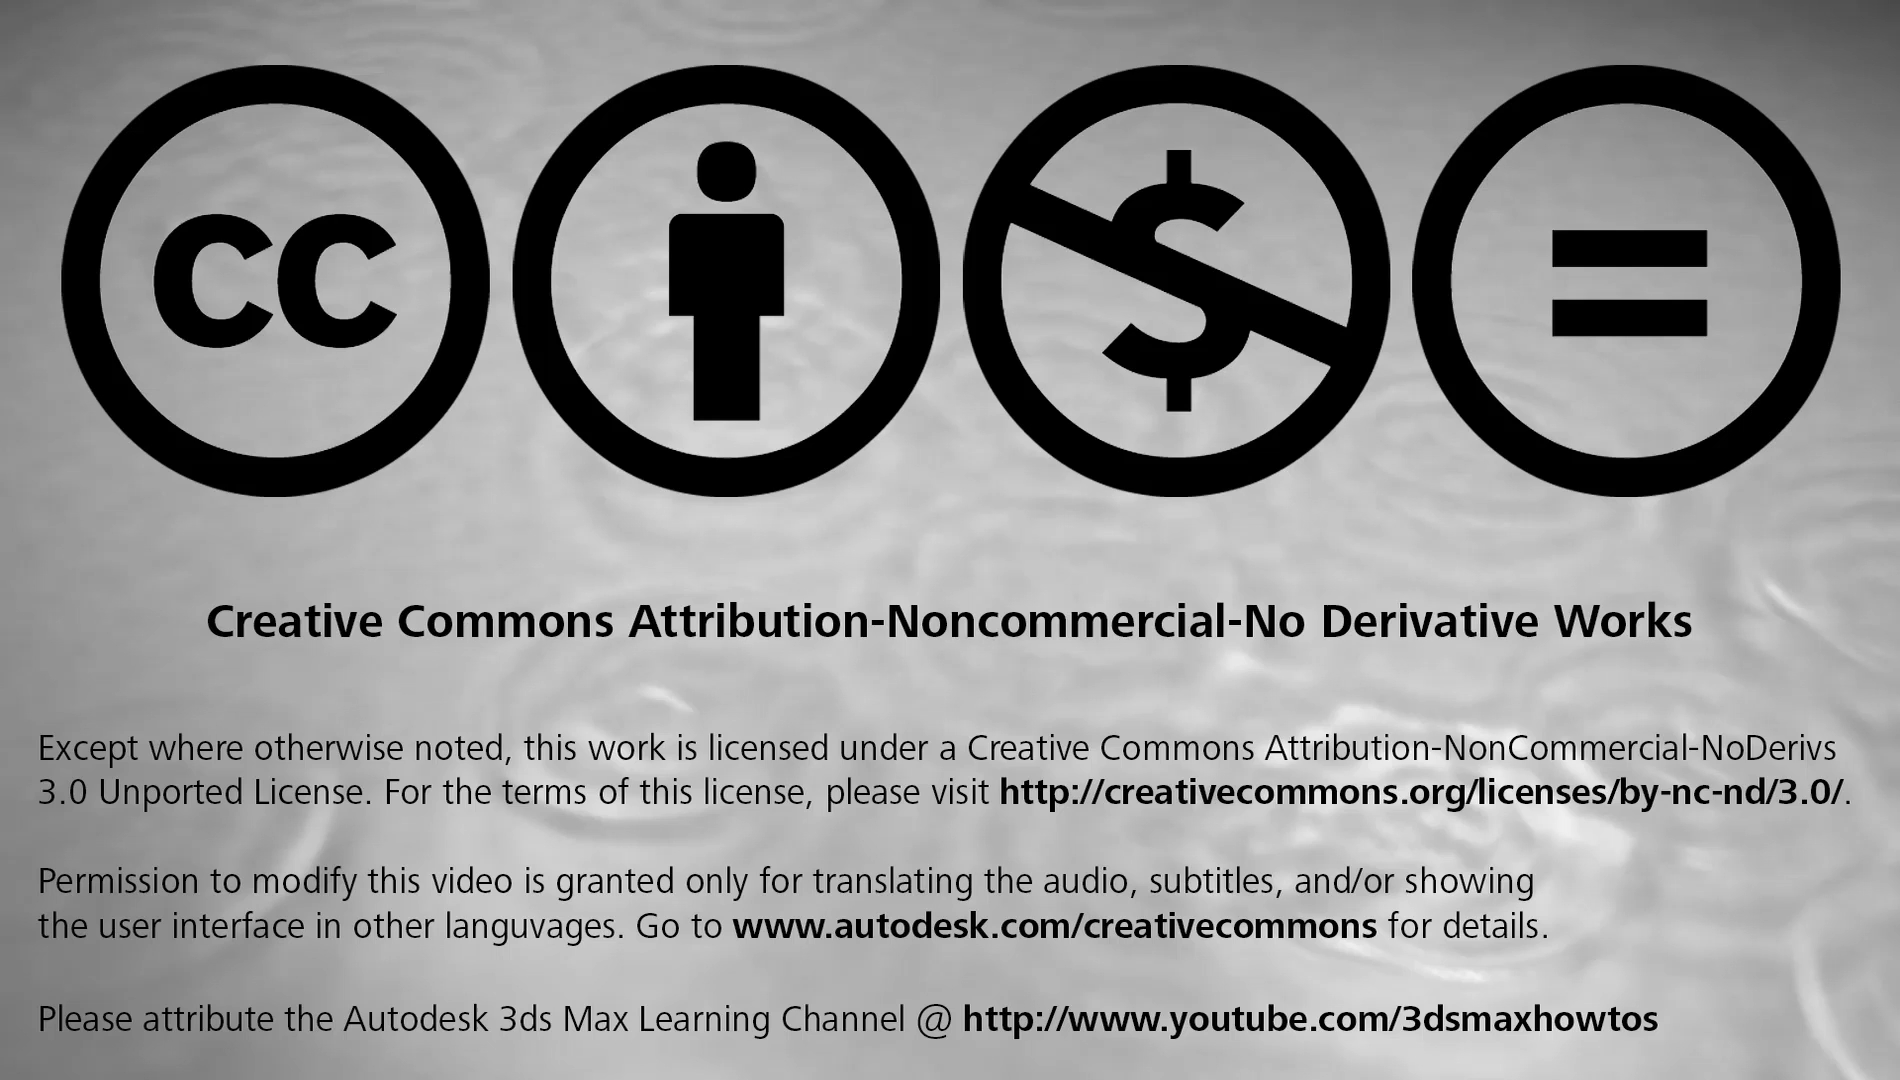 cc $ =
Creative Commons Attribution-Noncommercial-No Derivative Works
Except where otherwise noted, this work is licensed under a Creative Commons Attribution-NonCommercial-NoDerivs
3.0 Unported License. For the terms of this license, please visit http://creativecommons.org/licenses/by-nc-nd/3.0/.
Permission to modify this video is granted only for translating the audio, subtitles, and/or showing
the user interface in other languvages. Go to www.autodesk.com/creativecommons for details.
Please attribute the Autodesk 3ds Max Learning Channel @ http://www.youtube.com/3dsmaxhowtos